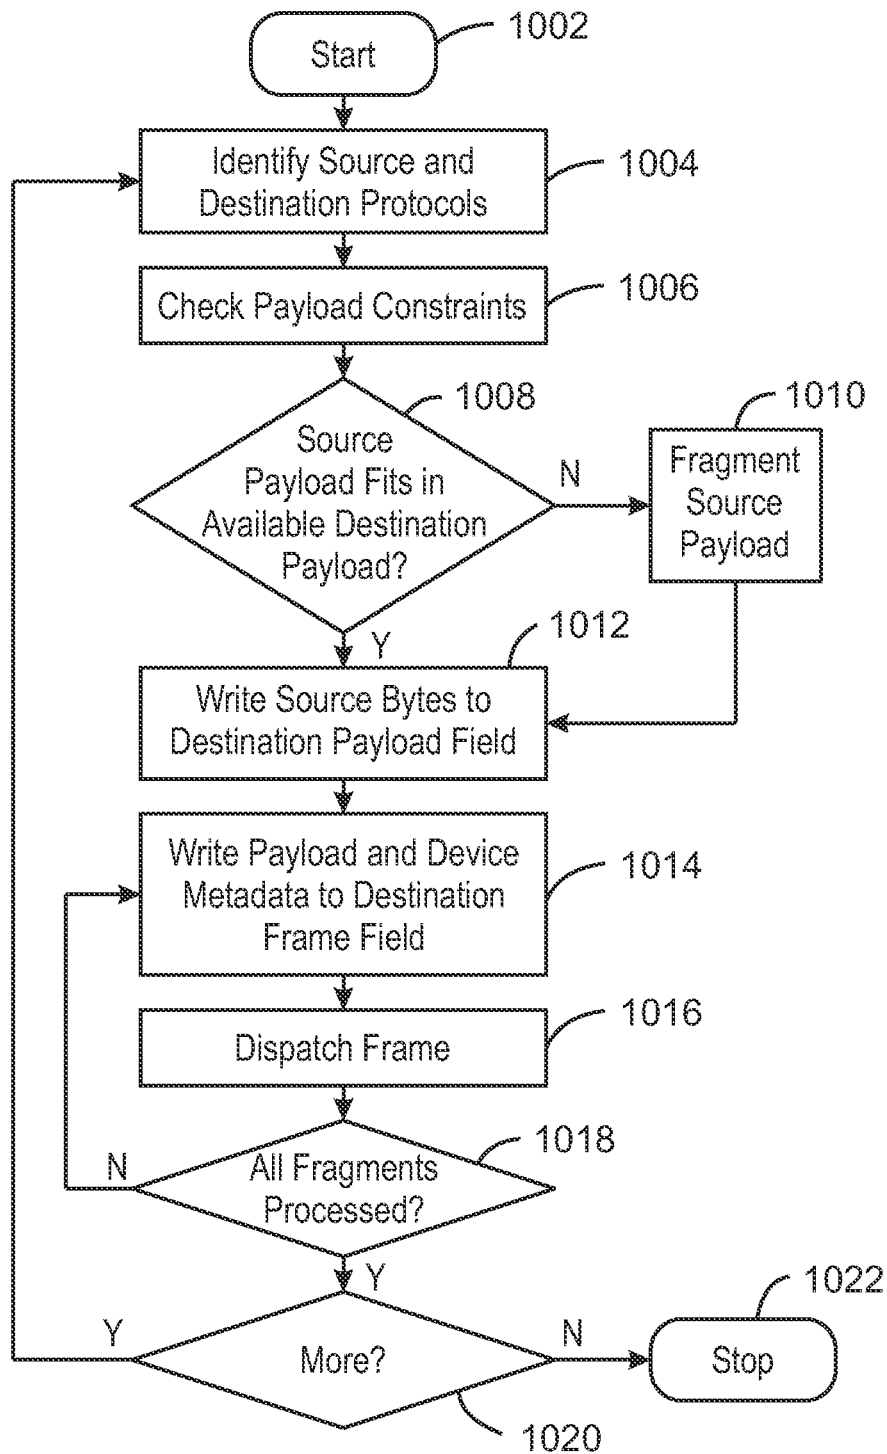 1002
Start
Identify Source and
Destination Protocols
1004
Check Payload Constraints
1006
1008
Source
Payload Fits in
Available Destination
Payload?
N
1010
Fragment
Source
Payload
Y
1012
Write Source Bytes to
Destination Payload Field
Write Payload and Device
Metadada to Destination
Frame Field
1014
Dispatch Frame
1016
1018
All Fragments
Processed?
N
Y
More?
Y
N
1022
Stop
1020